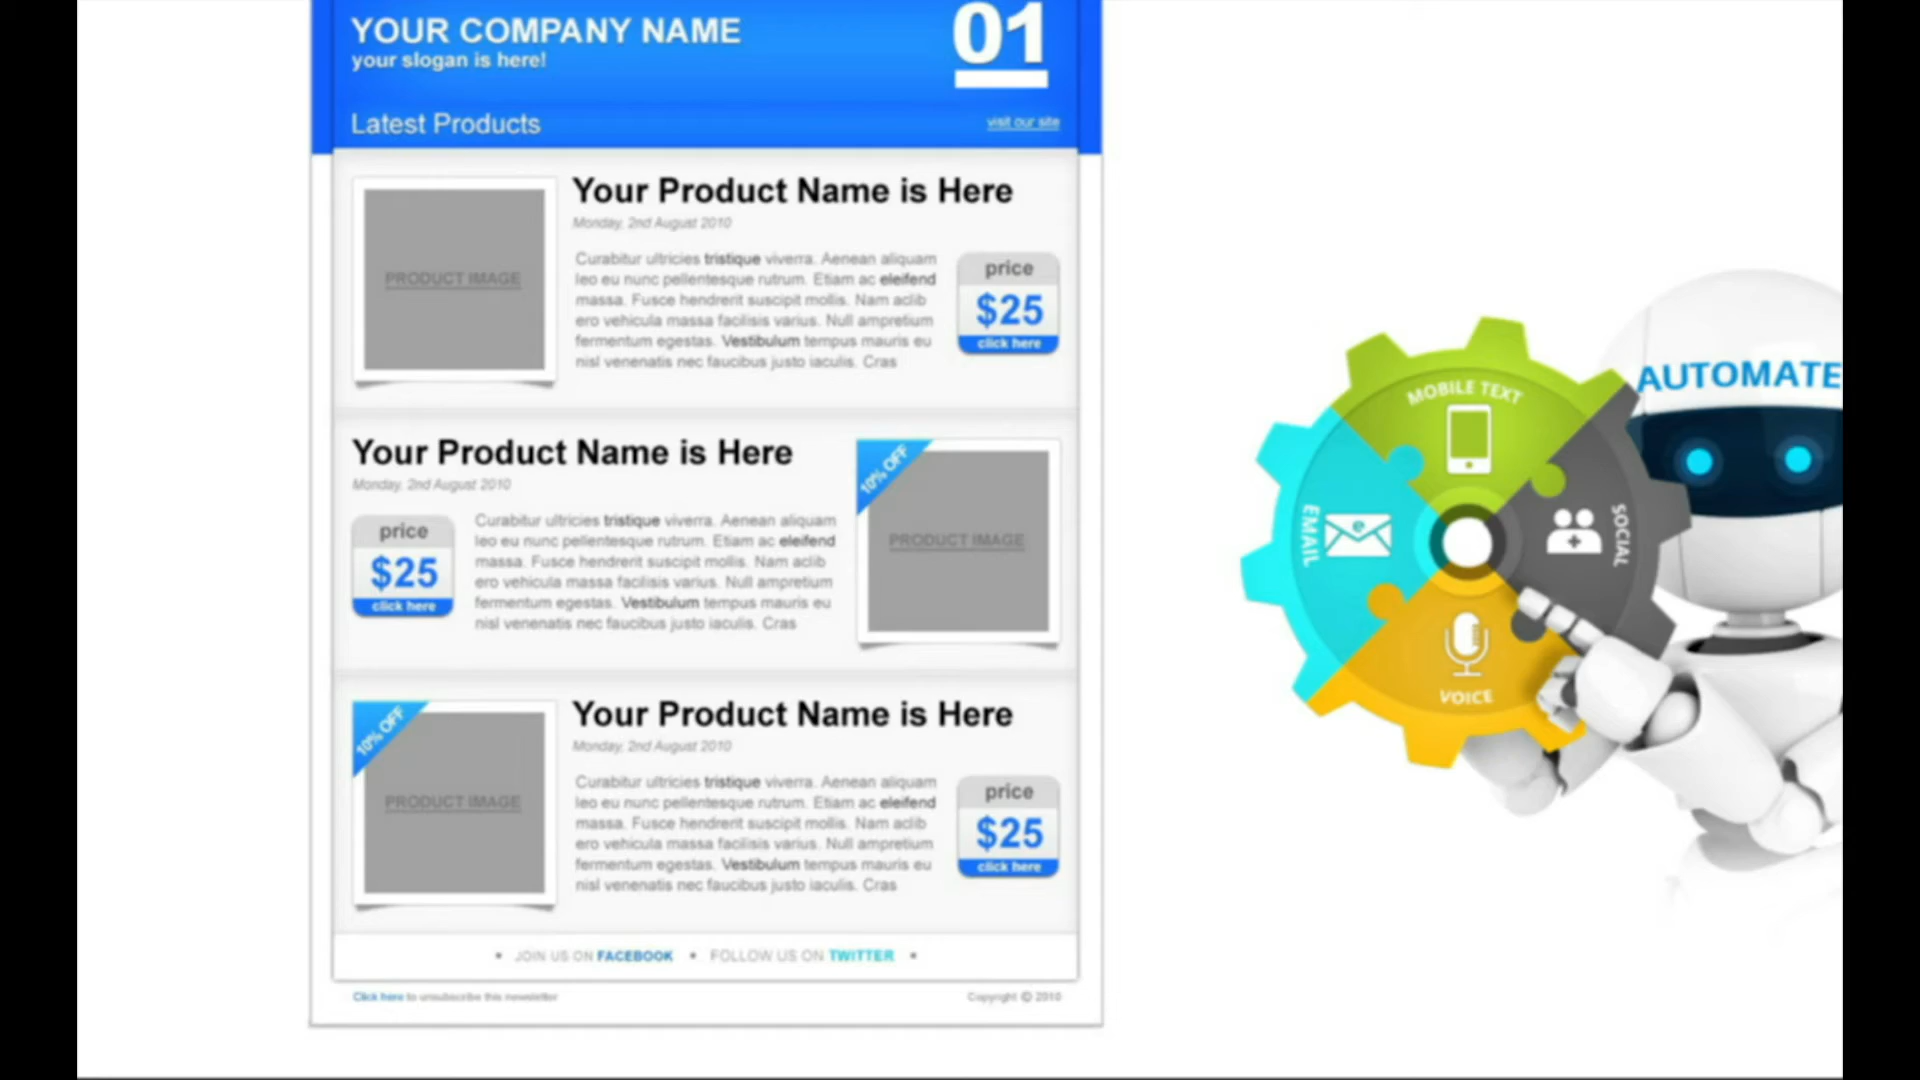 YOUR COMPANY NAME
your slogan is here!
01
Latest Products
visit our site
Your Product Name is Here
Monday, 2nd August 2010
PRODUCT IMAGE
Curabitur ultricies tristique viverra. Aenean aliquam
leo eu nunc pellentesque rutrum. Etiam ac eleifend
massa. Fusce hendrerit suscipit mollis. Nam aclib
ero vehicula massa facilisis varius. Null ampretium
fermentum egestas. Vestibulum tempus mauris eu
nisl venenatis nec faucibus justo iaculis. Cras
price
$25
click here
Your Product Name is Here
Monday, 2nd August 2010
price
$25
click here
Curabitur ultricies tristique viverra. Aenean aliquam
leo eu nunc pellentesque rutrum. Etiam ac eleifend
massa. Fusce hendrerit suscipit mollis. Nam aclib
ero vehicula massa facilisis varius. Null ampretium
fermentum egestas. Vestibulum tempus mauris eu
nisl venenatis nec faucibus justo iaculis. Cras
10% OFF
PRODUCT IMAGE
10% OFF
PRODUCT IMAGE
Your Product Name is Here
Monday, 2nd August 2010
Curabitur ultricies tristique viverra. Aenean aliquam
leo eu nunc pellentesque rutrum. Etiam ac eleifend
massa. Fusce hendrerit suscipit mollis. Nam aclib
ero vehicula massa facilisis varius. Null ampretium
fermentum egestas. Vestibulum tempus mauris eu
nisl venenatis nec faucibus justo iaculis. Cras
price
$25
click here
JOIN US ON FACEBOOK • FOLLOW US ON TWITTER
Click here to unsubscribe this newsletter
Copyright © 2010
AUTOMATE
MOBILE TEXT
EMAIL
e
SOCIAL
VOICE